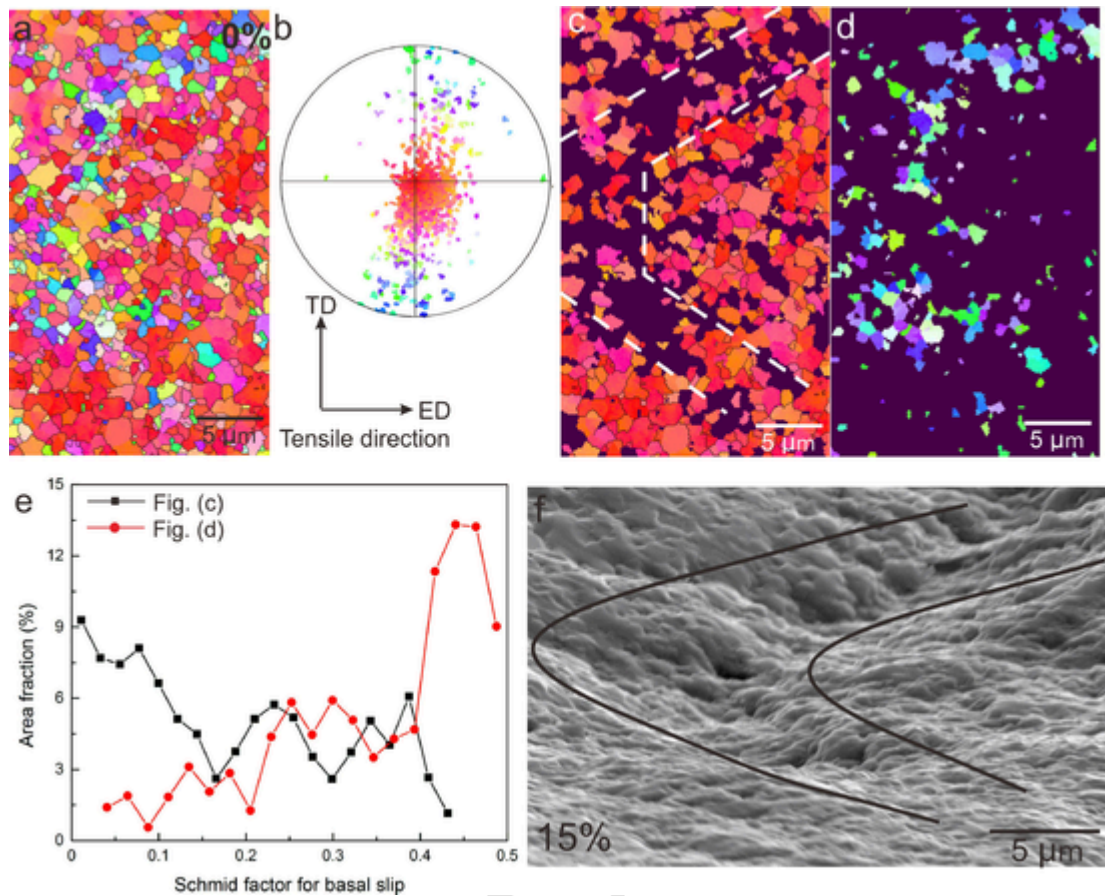 a
0%
b
TD
ED
Tensile direction
5 μm
c
d
5 μm
5 μm
e
15
12
9
6
3
0
Area fraction (%)
Fig. (c)
Fig. (d)
0
0.1
0.2
0.3
0.4
0.5
Schmid factor for basal slip
f
15%
5 μm